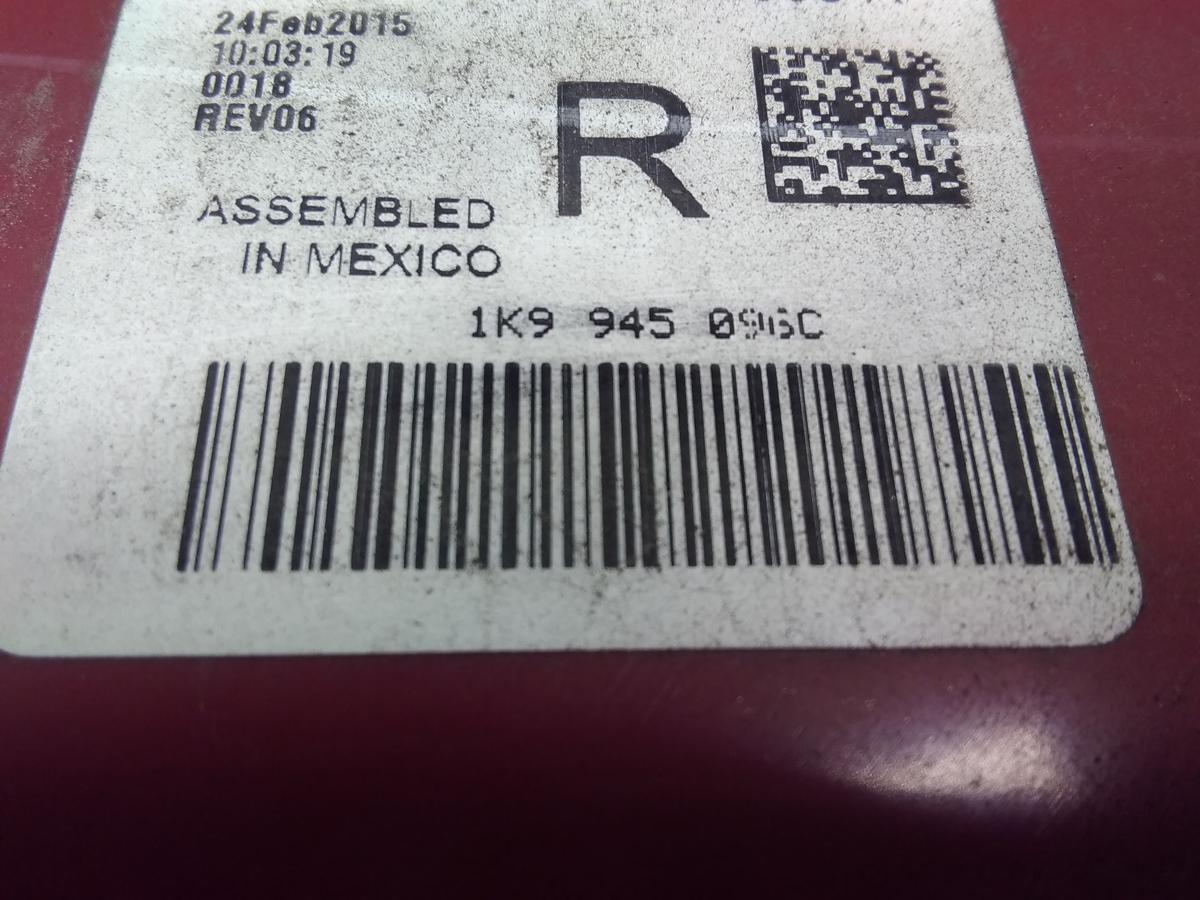 24Feb2015
10:03:19
0018
REV06
R
ASSEMBLED
IN MEXICO
1K9 945 096C